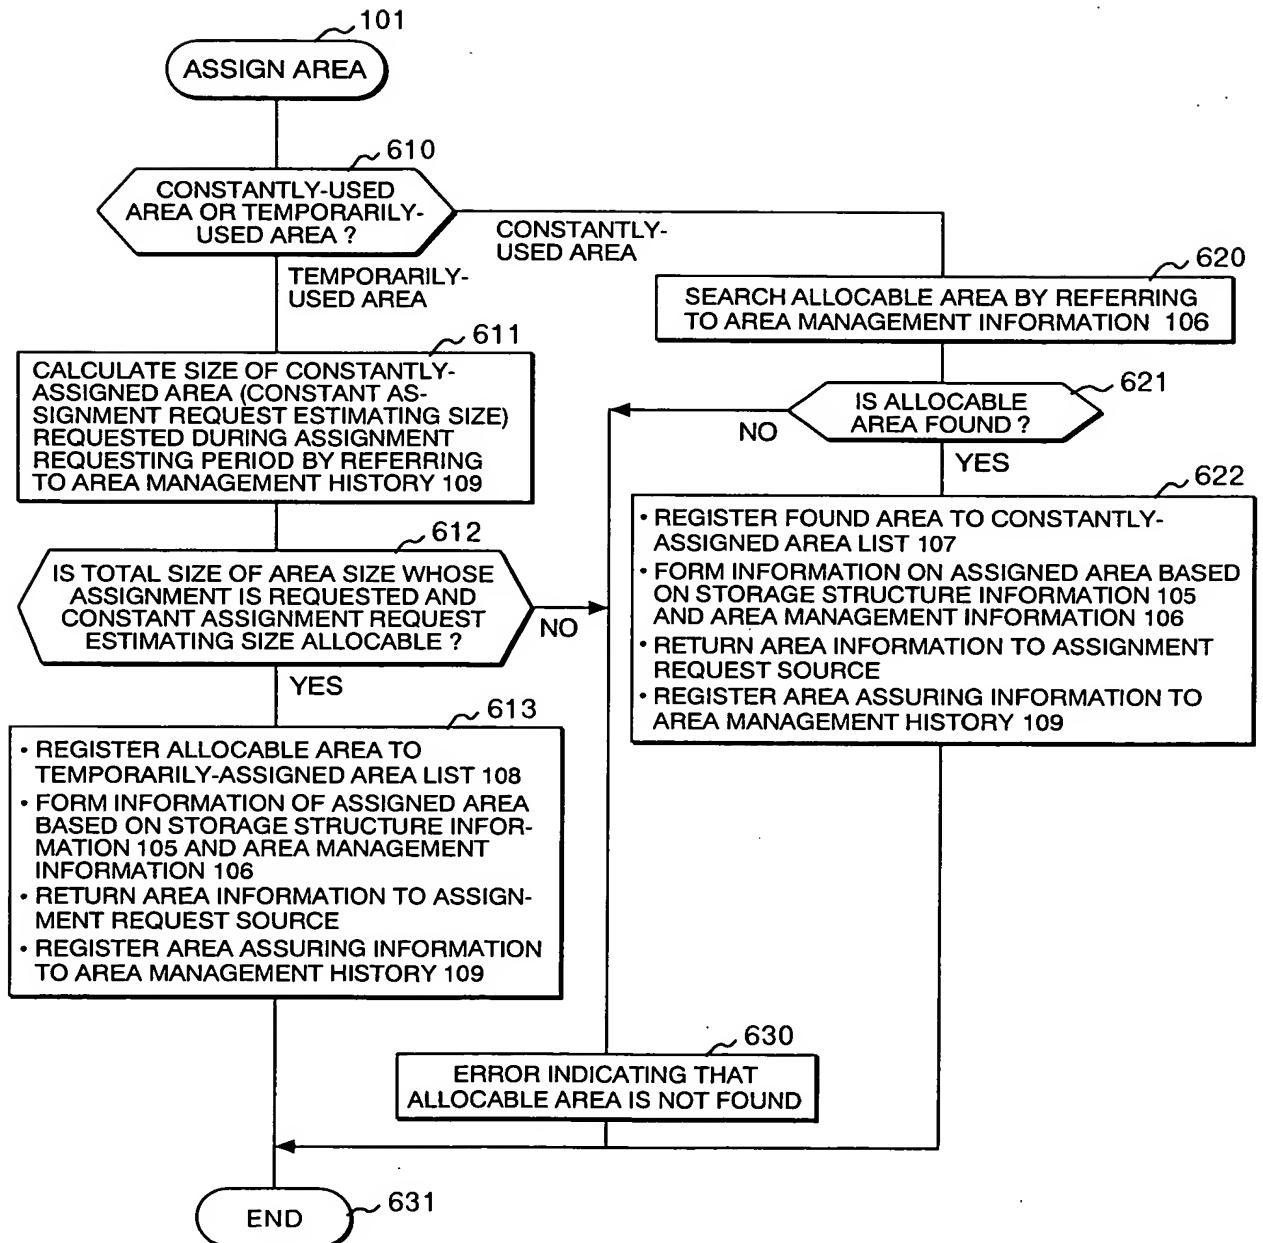 101
ASSIGN AREA
610
CONSTANTLY-USED
AREA OR TEMPORARILY-
USED AREA ?
CONSTANTLY-
USED AREA
TEMPORARILY-
USED AREA
620
SEARCH ALLOCABLE AREA BY REFERRING
TO AREA MANAGEMENT INFORMATION 106
611
CALCULATE SIZE OF CONSTANTLY-
ASSIGNED AREA (CONSTANT AS-
SIGNMENT REQUEST ESTIMATING SIZE)
REQUESTED DURING ASSIGNMENT
REQUESTING PERIOD BY REFERRING
TO AREA MANAGEMENT HISTORY 109
621
IS ALLOCABLE
AREA FOUND ?
NO
YES
622
• REGISTER FOUND AREA TO CONSTANTLY-
ASSIGNED AREA LIST 107
• FORM INFORMATION ON ASSIGNED AREA BASED
ON STORAGE STRUCTURE INFORMATION 105
AND AREA MANAGEMENT INFORMATION 106
• RETURN AREA INFORMATION TO ASSIGNMENT
REQUEST SOURCE
• REGISTER AREA ASSURING INFORMATION TO
AREA MANAGEMENT HISTORY 109
612
IS TOTAL SIZE OF AREA SIZE WHOSE
ASSIGNMENT IS REQUESTED AND
CONSTANT ASSIGNMENT REQUEST
ESTIMATING SIZE ALLOCABLE ?
NO
YES
613
• REGISTER ALLOCABLE AREA TO
TEMPORARILY-ASSIGNED AREA LIST 108
• FORM INFORMATION OF ASSIGNED AREA
BASED ON STORAGE STRUCTURE INFOR-
MATION 105 AND AREA MANAGEMENT
INFORMATION 106
• RETURN AREA INFORMATION TO ASSIGN-
MENT REQUEST SOURCE
• REGISTER AREA ASSURING INFORMATION
TO AREA MANAGEMENT HISTORY 109
630
ERROR INDICATING THAT
ALLOCABLE AREA IS NOT FOUND
631
END